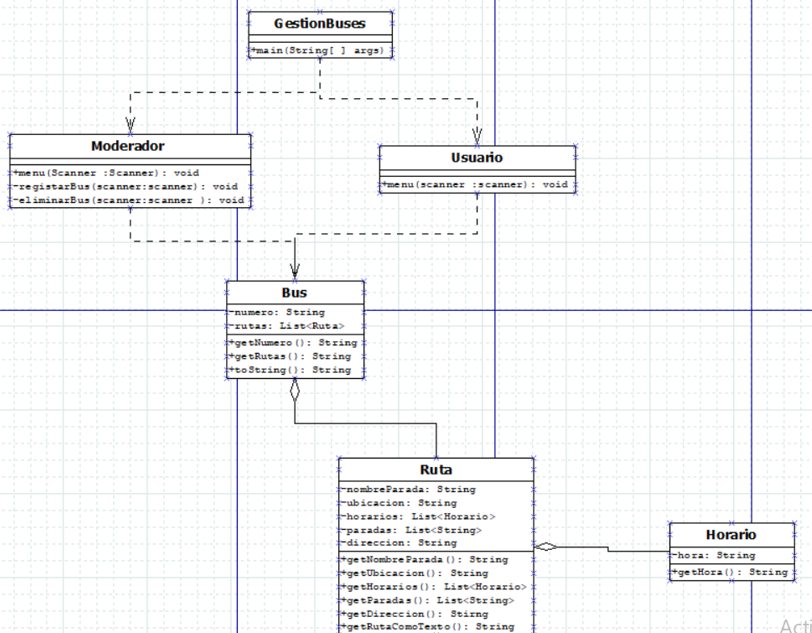 GestionBuses
+main(String[ ] args)
Moderador
+menu(Scanner :Scanner): void
-registarBus(scanner:scanner): void
-eliminarBus(scanner:scanner ): void
Usuario
+menu(scanner :scanner): void
Bus
-numero: String
-rutas: List<Ruta>
+getNumero(): String
+getRutas(): String
+toString(): String
Ruta
-nombreParada: String
-ubicacion: String
-horarios: List<Horario>
-paradas: List<String>
-direccion: String
+getNombreParada(): String
+getUbicacion(): String
+getHorarios(): List<Horario>
+getParadas(): List<String>
+getDireccion(): Stirng
+getRutaComoTexto(): String
Horario
-hora: String
+getHora(): String